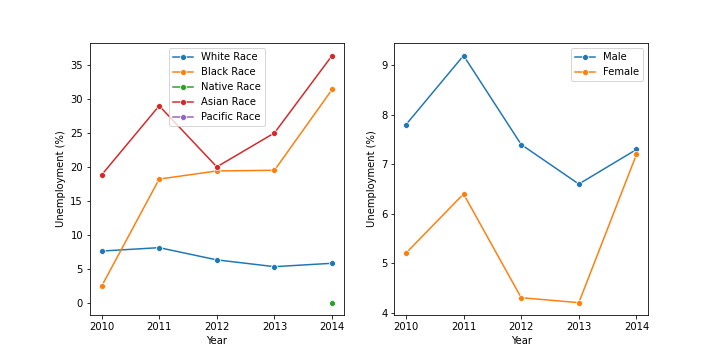 White Race
Black Race
Native Race
Asian Race
Pacific Race
Unemployment (%)
35
30
25
20
15
10
5
0
2010 2011 2012 2013 2014
Year
Male
Female
Unemployment (%)
9
8
7
6
5
4
2010 2011 2012 2013 2014
Year